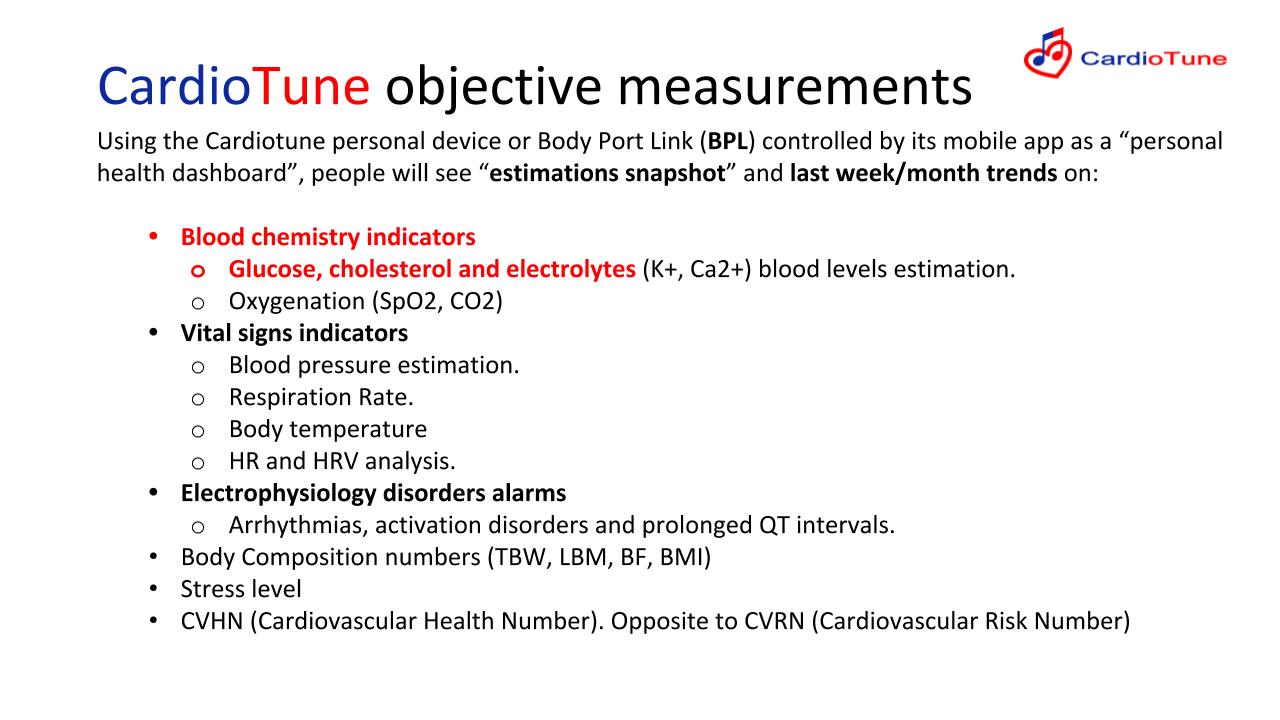 CardioTune
CardioTune objective measurements
Using the Cardiotune personal device or Body Port Link (BPL) controlled by its mobile app as a “personal
health dashboard”, people will see “estimations snapshot” and last week/month trends on:
• Blood chemistry indicators
o Glucose, cholesterol and electrolytes (K+, Ca2+) blood levels estimation.
o Oxygenation (SpO2, CO2)
• Vital signs indicators
o Blood pressure estimation.
o Respiration Rate.
o Body temperature
o HR and HRV analysis.
• Electrophysiology disorders alarms
o Arrhythmias, activation disorders and prolonged QT intervals.
• Body Composition numbers (TBW, LBM, BF, BMI)
• Stress level
• CVHN (Cardiovascular Health Number). Opposite to CVRN (Cardiovascular Risk Number)